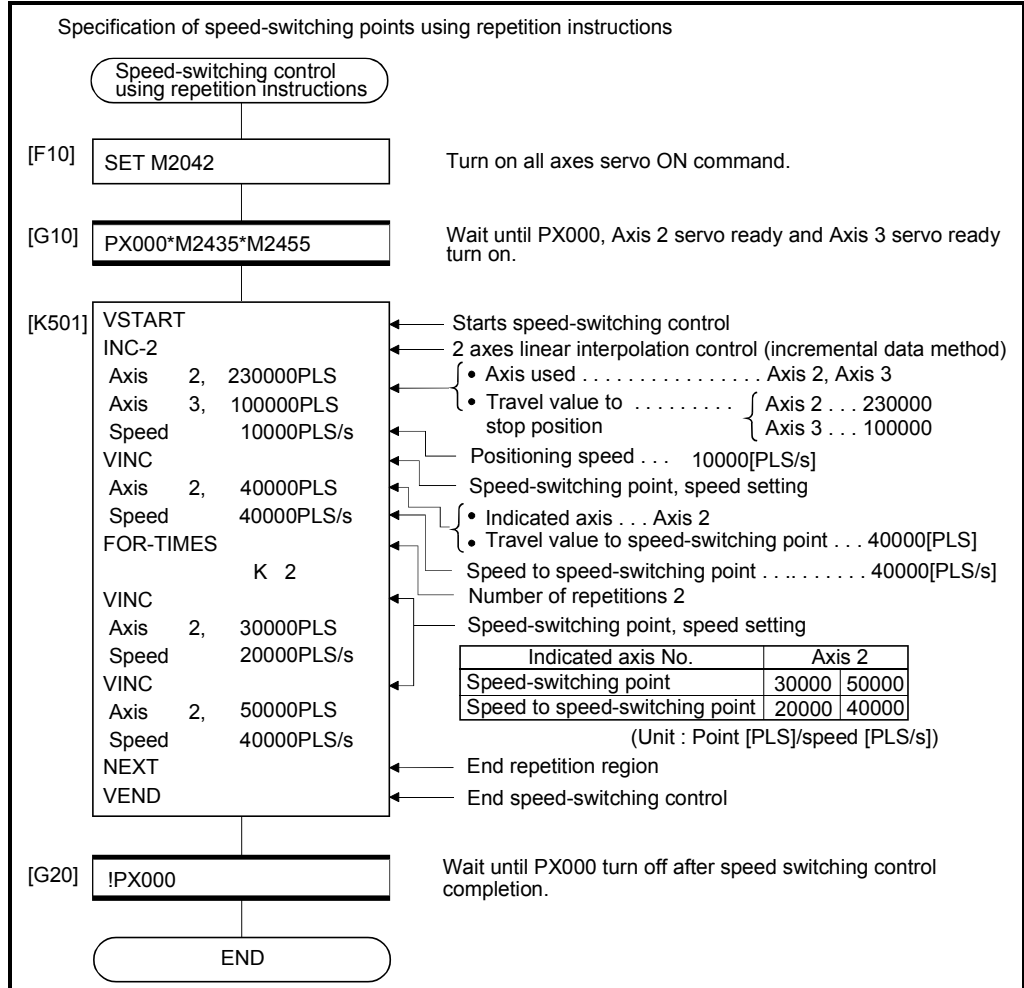 Specification of speed-switching points using repetition instructions
Speed-switching control
using repetition instructions
[F10]
SET M2042
Turn on all axes servo ON command.
[G10]
PX000*M2435*M2455
Wait until PX000, Axis 2 servo ready and Axis 3 servo ready
turn on.
[K501]
VSTART
Starts speed-switching control
INC-2
2 axes linear interpolation control (incremental data method)
Axis 2, 230000PLS
• Axis used . . . . . . . . . . . . . . . . Axis 2, Axis 3
Axis 3, 100000PLS
• Travel value to . . . . . . . . . Axis 2 . . . 230000
stop position Axis 3 . . . 100000
Speed 10000PLS/s
Positioning speed . . . 10000[PLS/s]
VINC
Speed-switching point, speed setting
Axis 2, 40000PLS
• Indicated axis . . . Axis 2
• Travel value to speed-switching point . . . 40000[PLS]
Speed 40000PLS/s
Speed to speed-switching point . . .. . . . . . . 40000[PLS/s]
FOR-TIMES
K 2
Number of repetitions 2
VINC
Speed-switching point, speed setting
Axis 2, 30000PLS
Speed 20000PLS/s
VINC
Axis 2, 50000PLS
Speed 40000PLS/s
Indicated axis No. Axis 2
Speed-switching point 30000 50000
Speed to speed-switching point 20000 40000
(Unit : Point [PLS]/speed [PLS/s])
NEXT
End repetition region
VEND
End speed-switching control
[G20]
!PX000
Wait until PX000 turn off after speed switching control
completion.
END